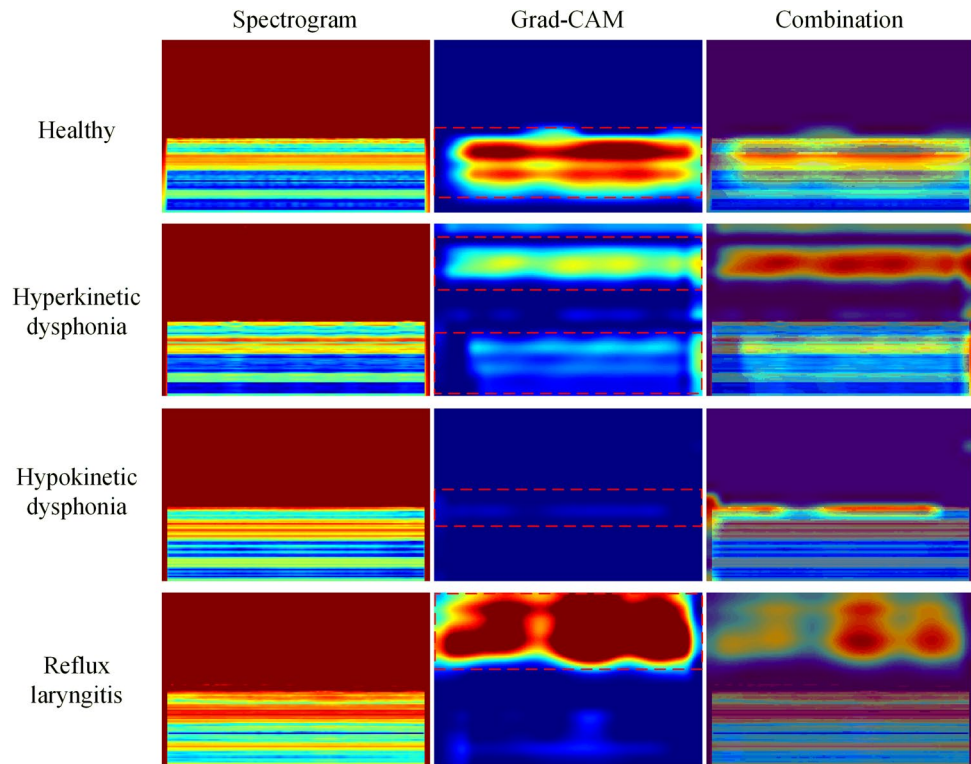 Spectrogram Grad-CAM Combination
Healthy
Hyperkinetic
dysphonia
Hypokinetic
dysphonia
Reflux
laryngitis